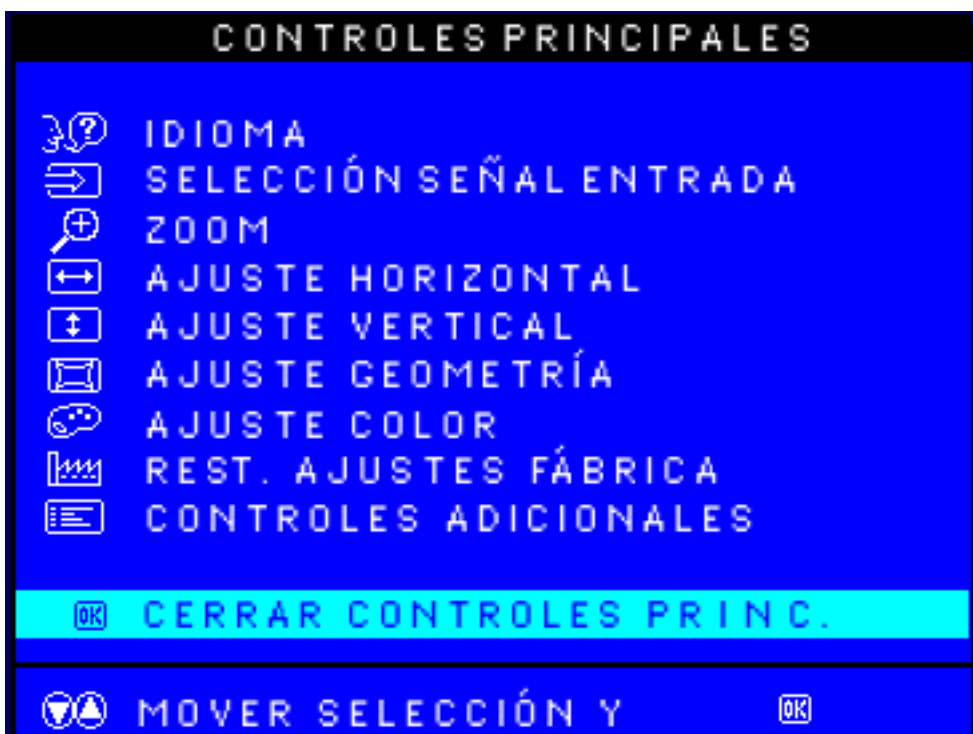 CONTROLES PRINCIPALES
IDIOMA
SELECCIÓN SEÑAL ENTRADA
ZOOM
AJUSTE HORIZONTAL
AJUSTE VERTICAL
AJUSTE GEOMETRÍA
AJUSTE COLOR
REST. AJUSTES FÁBRICA
CONTROLES ADICIONALES
OK CERRAR CONTROLES PRINC.
MOVER SELECCIÓN Y OK